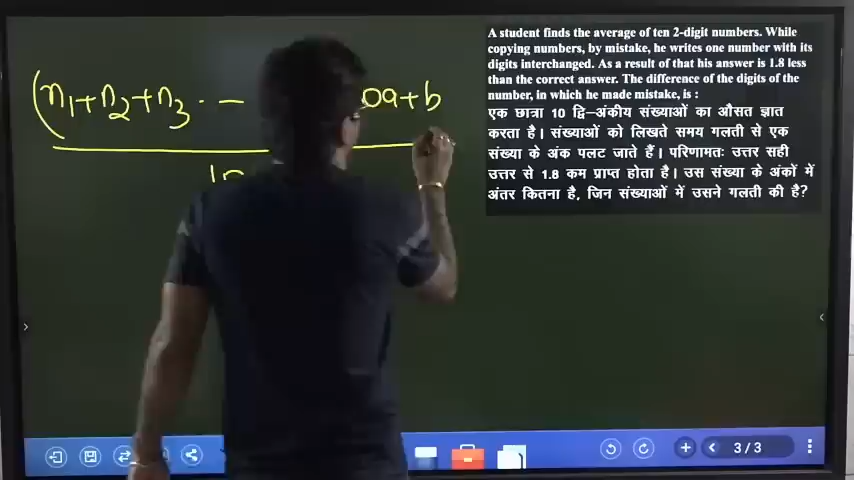 (n1+n2+n3 ·– – 0a+b
10
A student finds the average of ten 2-digit numbers. While
copying numbers, by mistake, he writes one number with its
digits interchanged. As a result of that his answer is 1.8 less
than the correct answer. The difference of the digits of the
number, in which he made mistake, is :
एक छात्रा 10 द्वि–अंकीय संख्याओं का औसत ज्ञात
करता है। संख्याओं को लिखते समय गलती से एक
संख्या के अंक पलट जाते हैं। परिणामतः उत्तर सही
उत्तर से 1.8 कम प्राप्त होता है। उस संख्या के अंकों में
अंतर कितना है, जिन संख्याओं में उसने गलती की है?
3/3